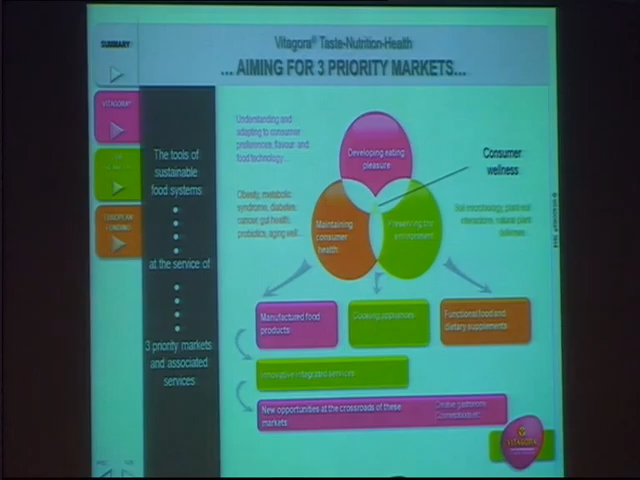 SUMMARY
Vitagora® Taste-Nutrition-Health
... AIMING FOR 3 PRIORITY MARKETS...
VITAGORA®
EUROPEAN
FUNDING
The tools of
sustainable
food systems
at the service of
3 priority markets
and associated
services
Understanding and
adapting to consumer
preferences, flavour and
food technology...
Developing eating
pleasure
Consumer
wellness
Obesity, metabolic
syndrome, diabetes,
cancer, gut health,
probiotics, aging well...
Maintaining
consumer
health
Preserving the
environment
Soil microbiology, plant-soil
interactions, natural plant
defenses...
Manufactured food
products
Cooking appliances
Functional food and
dietary supplements
Innovative integrated services
New opportunities at the crossroads of these
markets
VITAGORA